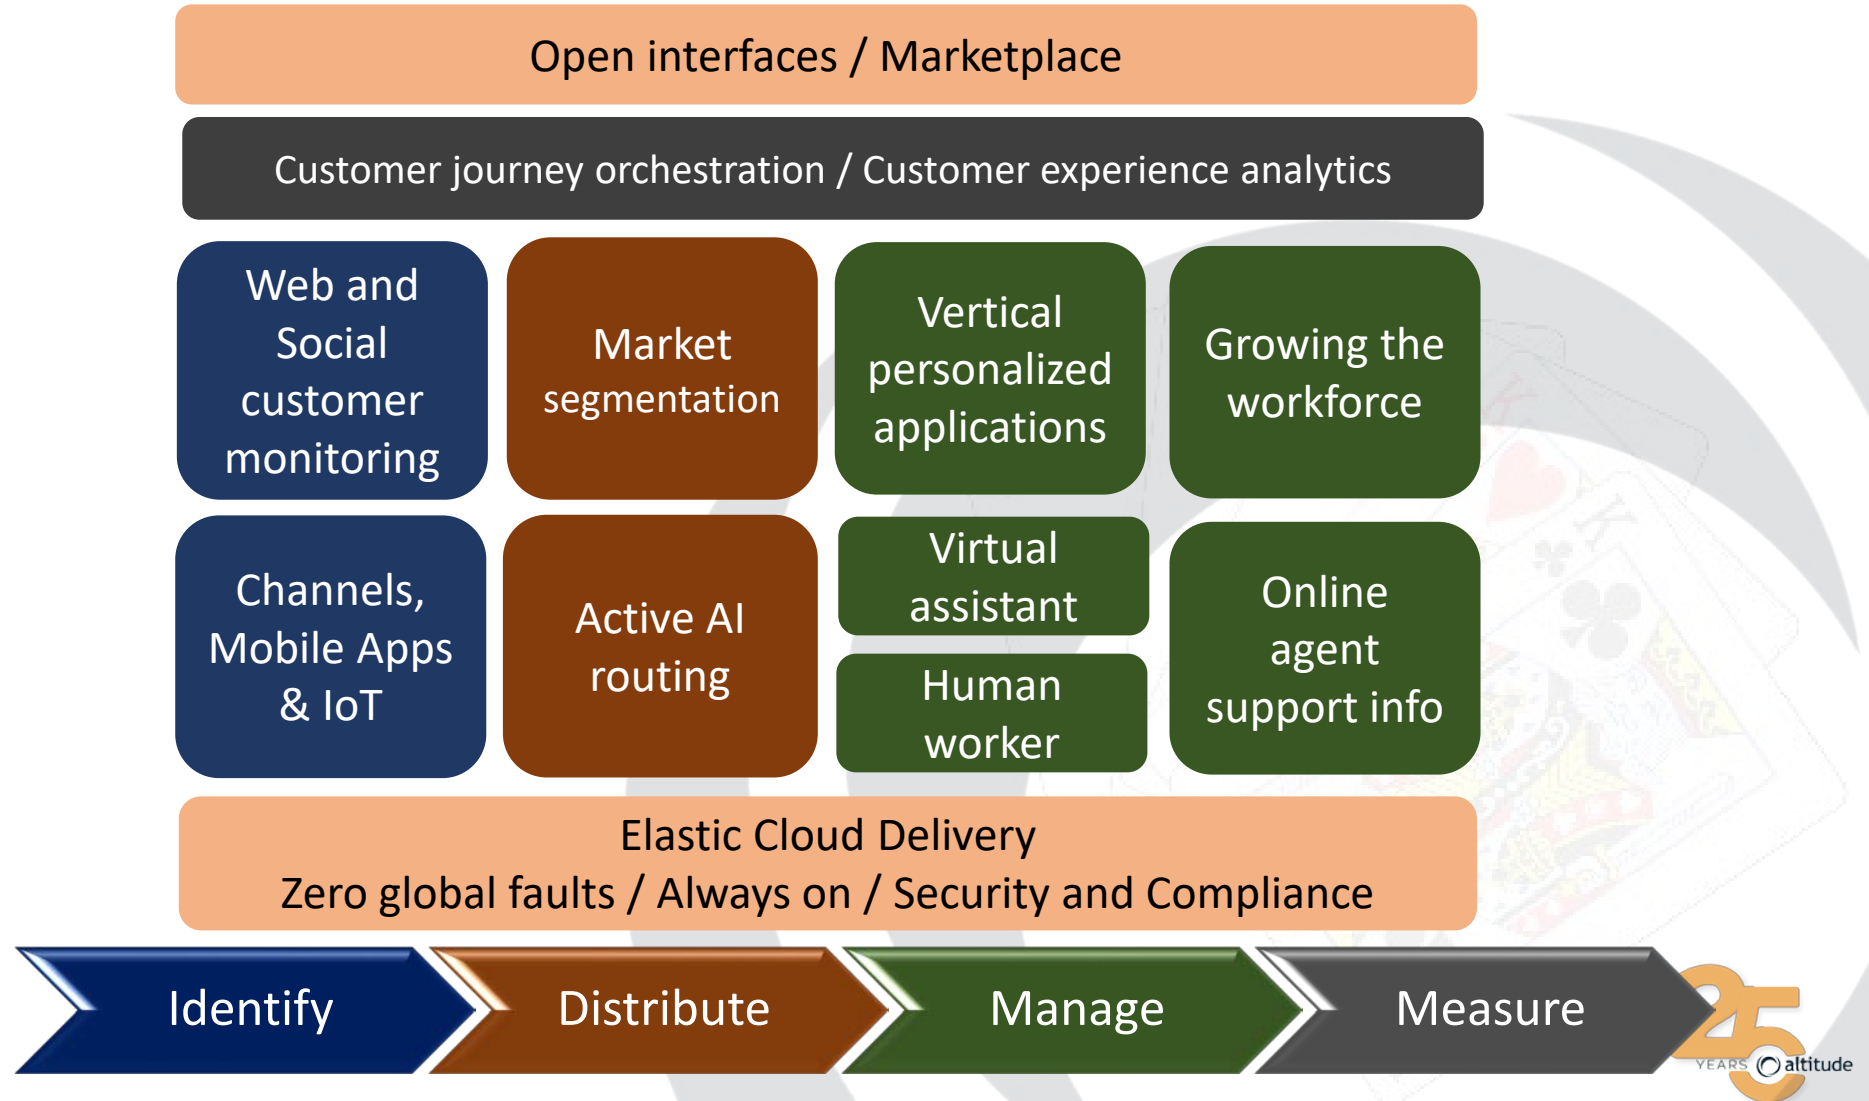 Open interfaces / Marketplace
Customer journey orchestration / Customer experience analytics
Web and
Social
customer
monitoring
Market
segmentation
Vertical
personalized
applications
Growing the
workforce
Channels,
Mobile Apps
& IoT
Active AI
routing
Virtual
assistant
Human
worker
Online
agent
support info
Elastic Cloud Delivery
Zero global faults / Always on / Security and Compliance
Identify
Distribute
Manage
Measure
25
YEARS altitude
K
K